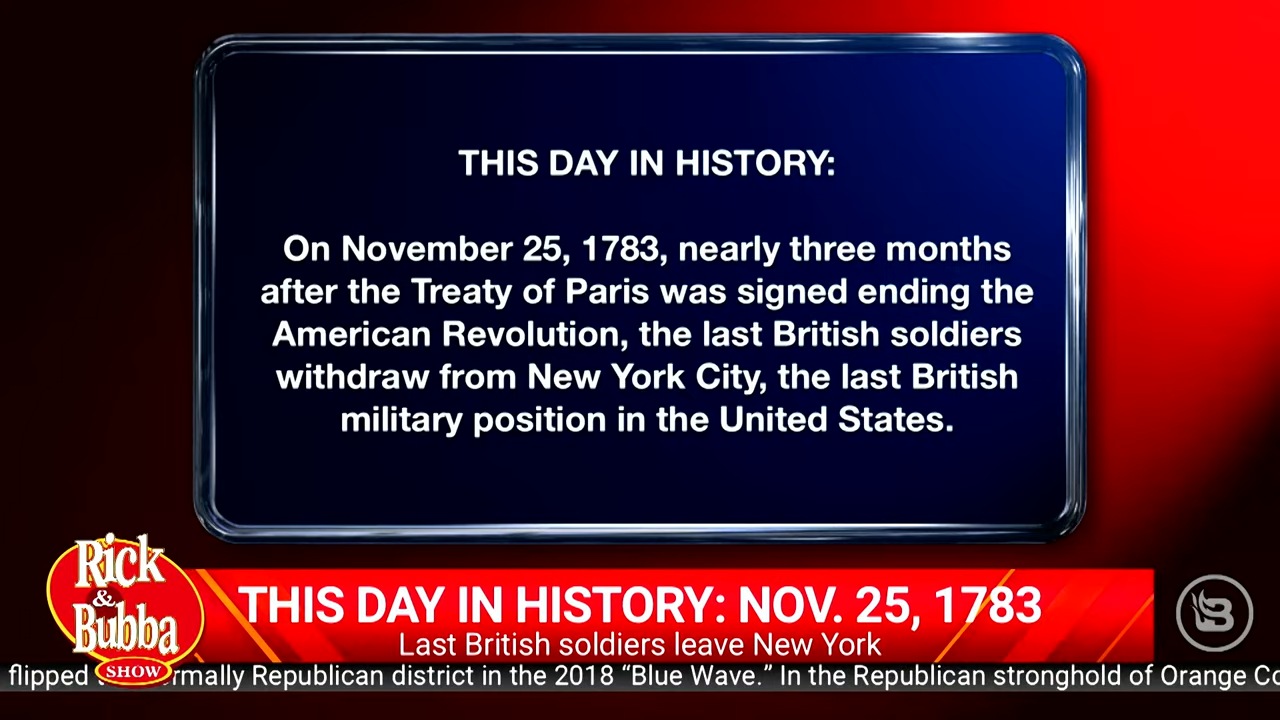 THIS DAY IN HISTORY:
On November 25, 1783, nearly three months
after the Treaty of Paris was signed ending the
American Revolution, the last British soldiers
withdraw from New York City, the last British
military position in the United States.
Rick
&
Bubba
SHOW
THIS DAY IN HISTORY: NOV. 25, 1783
Last British soldiers leave New York
B
flipped Republican district in the 2018 “Blue Wave.” In the Republican stronghold of Orange